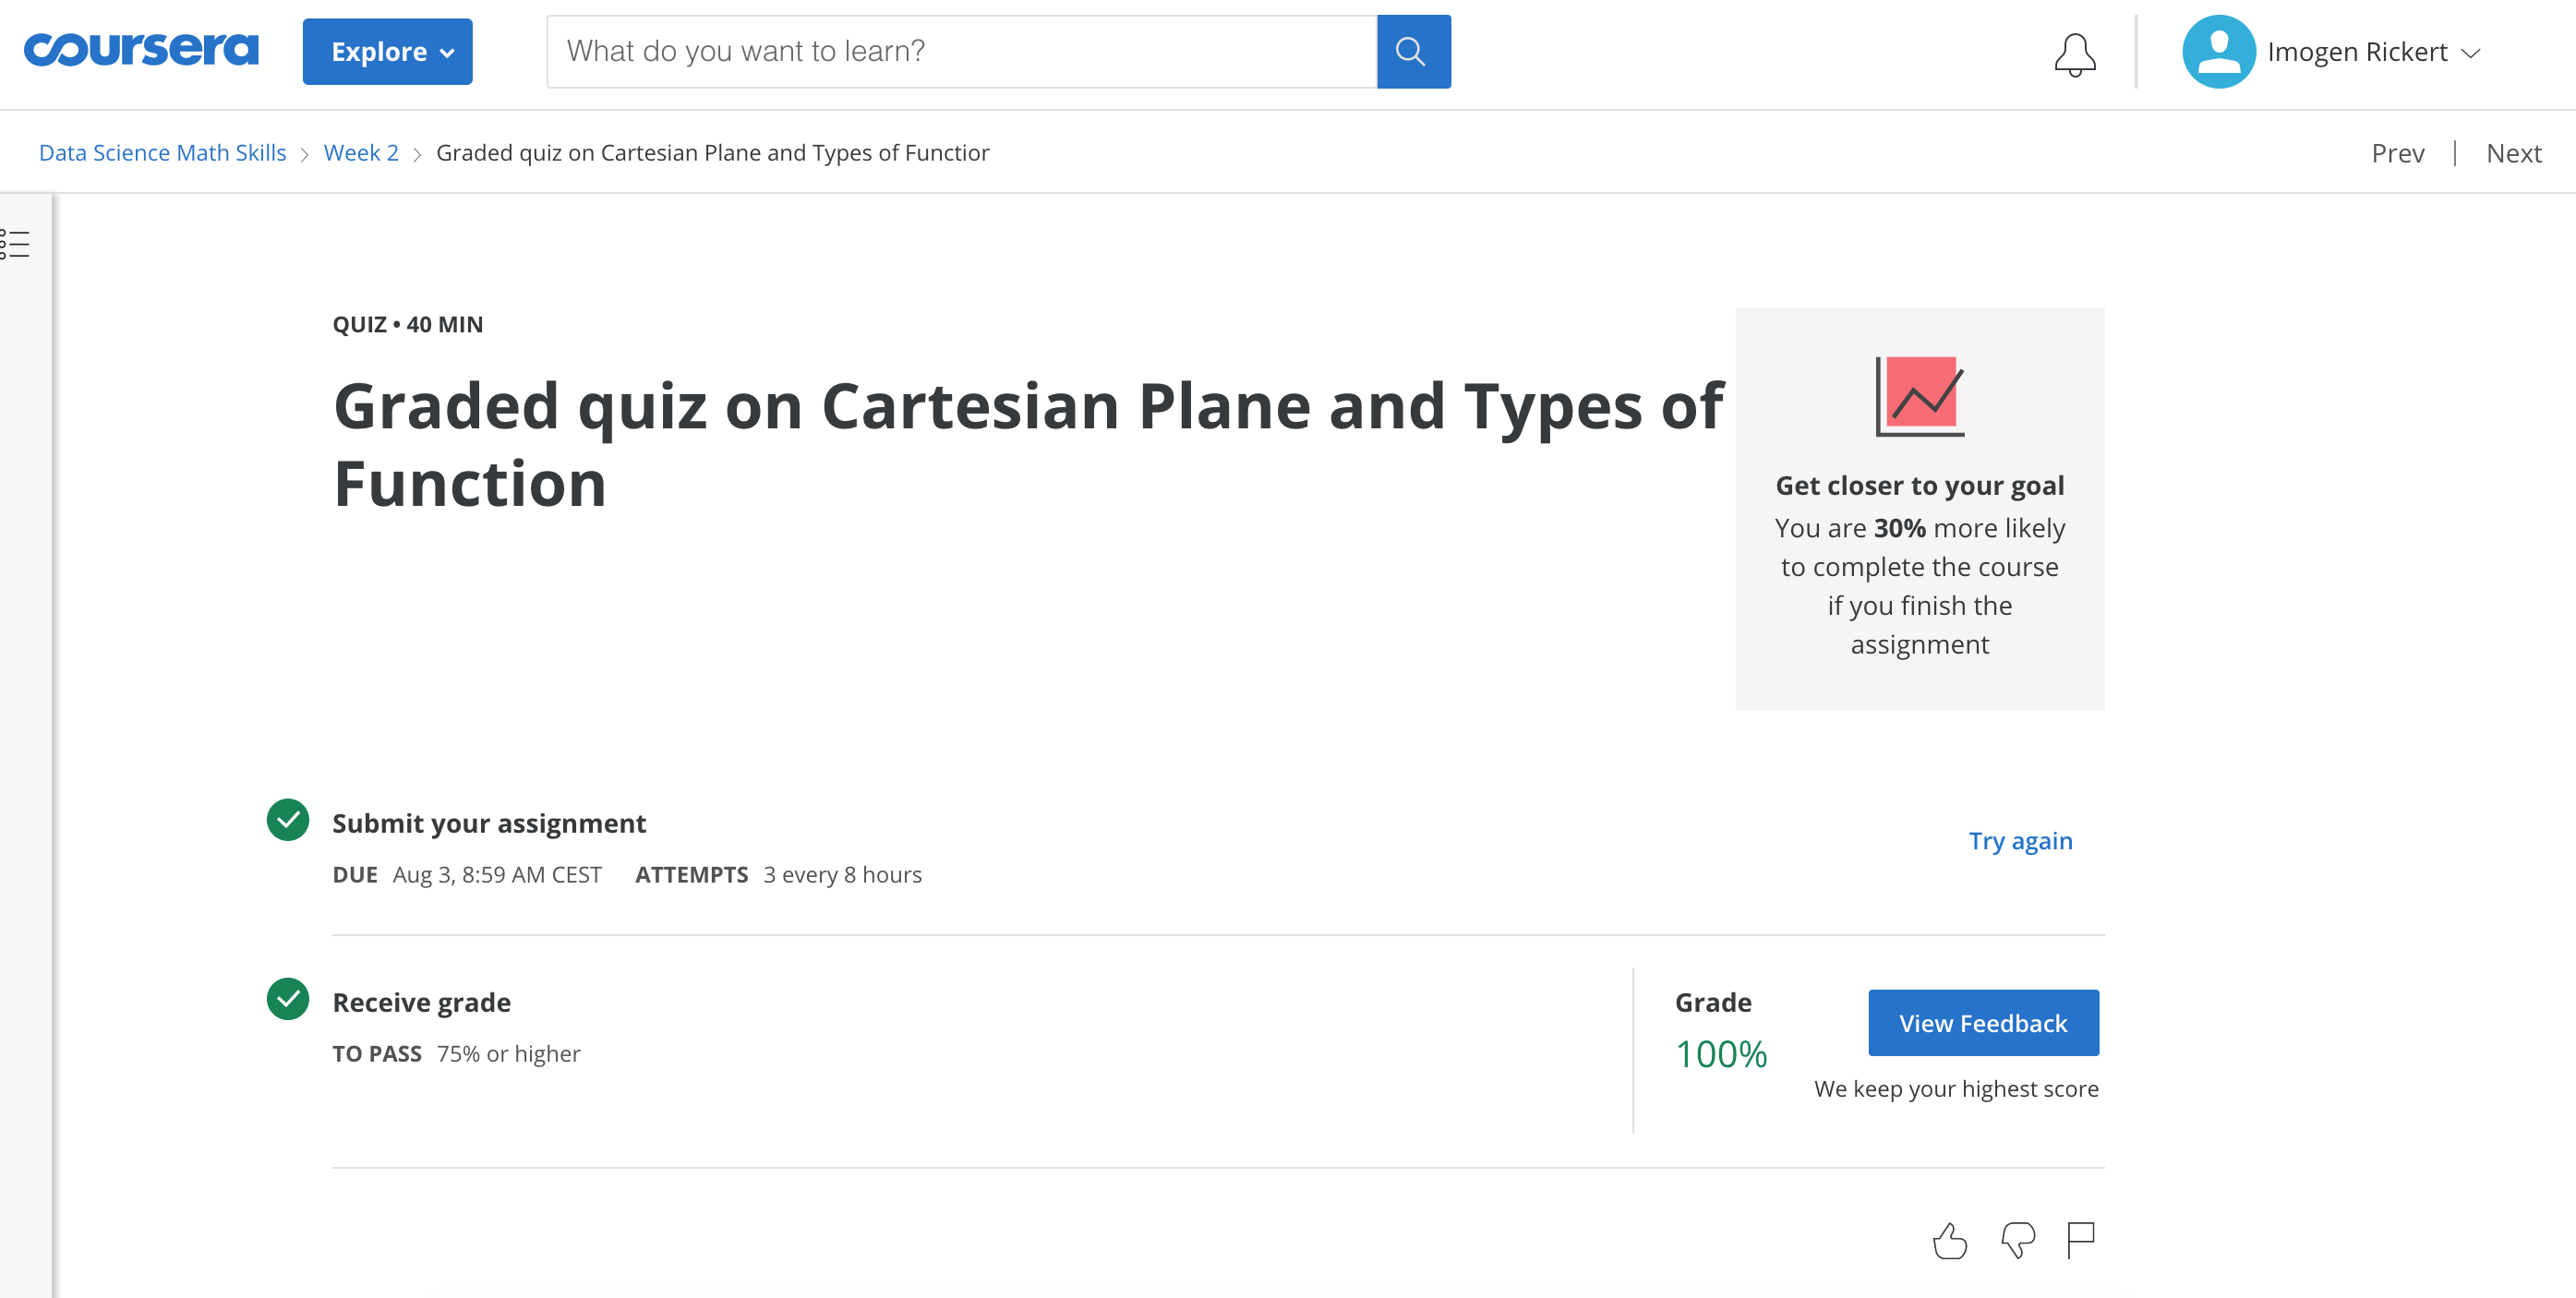 coursera
Explore
What do you want to learn?
Imogen Rickert
Data Science Math Skills > Week 2 > Graded quiz on Cartesian Plane and Types of Functior
Prev | Next
QUIZ • 40 MIN
Graded quiz on Cartesian Plane and Types of
Function
Get closer to your goal
You are 30% more likely
to complete the course
if you finish the
assignment
Submit your assignment
Try again
DUE Aug 3, 8:59 AM CEST ATTEMPTS 3 every 8 hours
Receive grade
TO PASS 75% or higher
Grade
100%
View Feedback
We keep your highest score